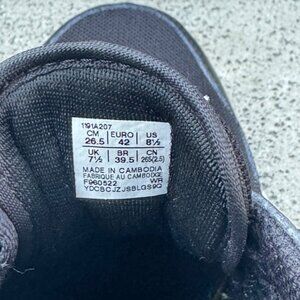 1191A207
CM EURO US
26.5 42 8½
UK BR CN
7½ 39.5 265(2.5)
MADE IN CAMBODIA
FABRIQUE AU CAMBODGE
F960522 WR